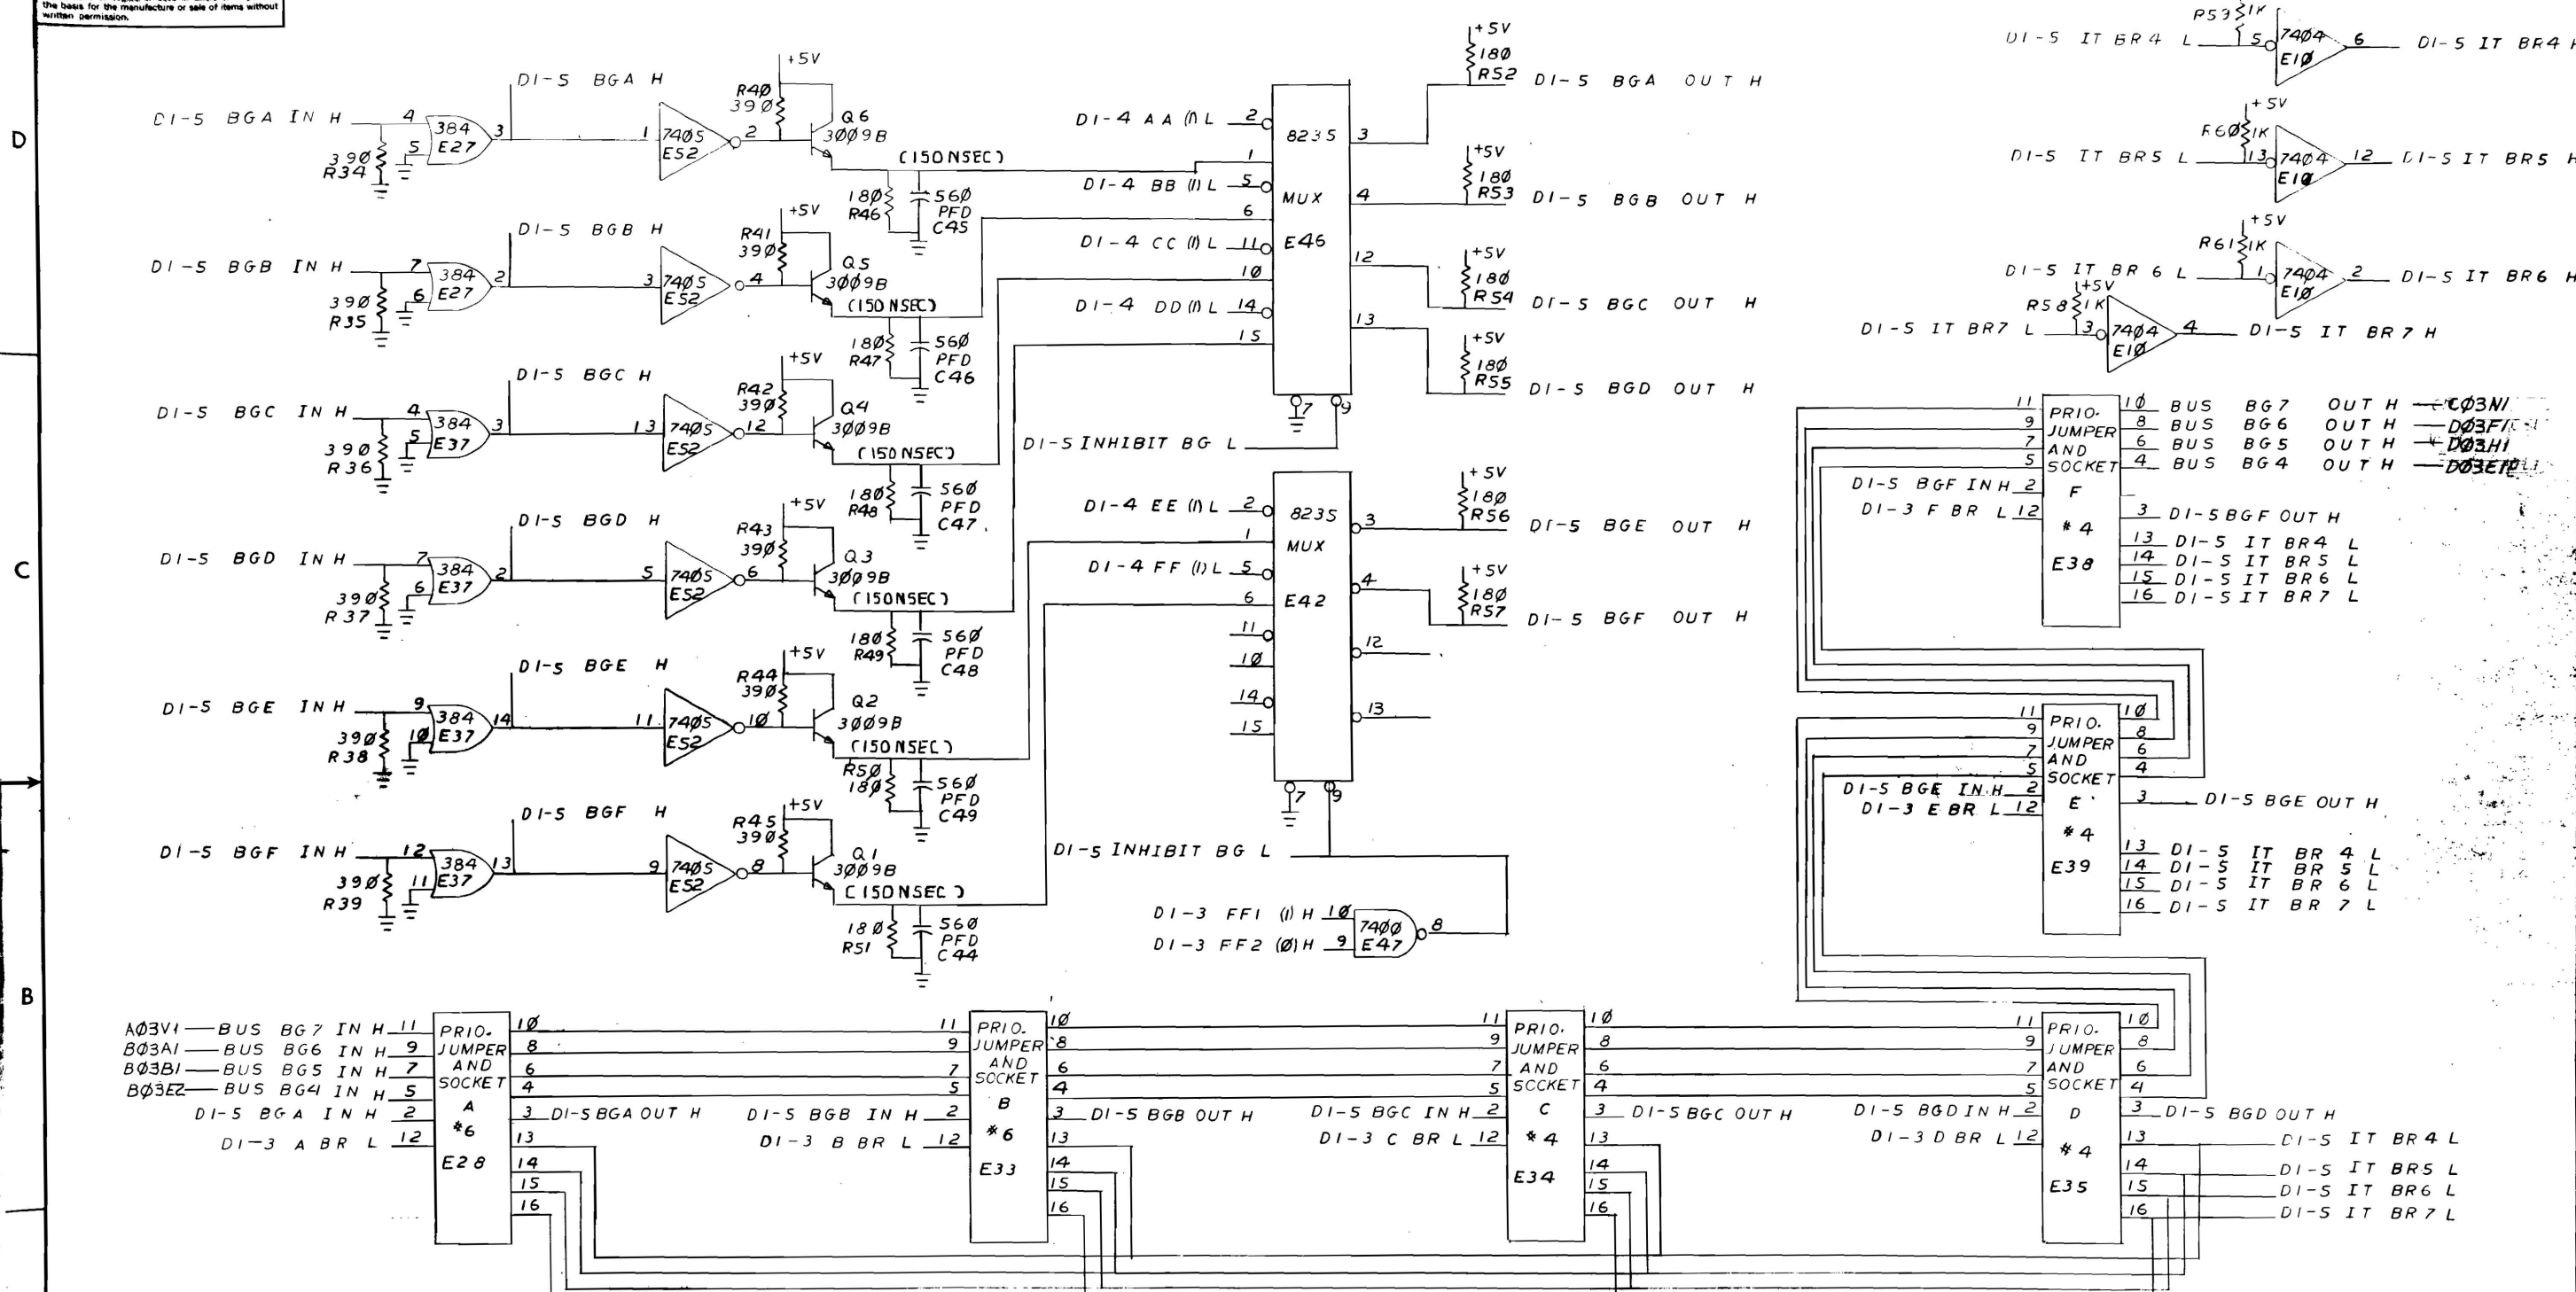 the basis for the manufacture or sale of items without
written permission.
D
C
B
DI-5 BGA IN H
4
5
384
E27
3
390
R34
DI-5 BGA H
1
7405
E52
2
R40
390
+5V
Q6
3009B
(150 NSEC)
180
R46
560
PFD
C45
DI-5 BGB IN H
7
6
384
E27
2
390
R35
DI-5 BGB H
3
7405
E52
4
R41
390
+5V
Q5
3009B
(150 NSEC)
180
R47
560
PFD
C46
DI-5 BGC IN H
4
5
384
E37
3
390
R36
DI-5 BGC H
13
7405
E52
12
R42
390
+5V
Q4
3009B
(150 NSEC)
180
R48
560
PFD
C47
DI-5 BGD IN H
7
6
384
E37
2
390
R37
DI-5 BGD H
5
7405
E52
6
R43
390
+5V
Q3
3009B
(150 NSEC)
180
R49
560
PFD
C48
DI-5 BGE IN H
9
10
384
E37
14
390
R38
DI-5 BGE H
11
7405
E52
10
R44
390
+5V
Q2
3009B
(150 NSEC)
R50
180
560
PFD
C49
DI-5 BGF IN H
12
11
384
E37
13
390
R39
DI-5 BGF H
9
7405
E52
8
R45
390
+5V
Q1
3009B
(150 NSEC)
180
R51
560
PFD
C44
DI-4 AA (1) L 2
1
DI-4 BB (1) L 5
6
DI-4 CC (1) L 11
10
DI-4 DD (1) L 14
15
8235
MUX
E46
3
4
12
13
7
9
DI-5 INHIBIT BG L
+5V
180
R52
DI-5 BGA OUT H
+5V
180
R53
DI-5 BGB OUT H
+5V
180
R54
DI-5 BGC OUT H
+5V
180
R55
DI-5 BGD OUT H
DI-4 EE (1) L 2
1
DI-4 FF (1) L 5
6
11
10
14
15
8235
MUX
E42
3
4
12
13
7
9
+5V
180
R56
DI-5 BGE OUT H
+5V
180
R57
DI-5 BGF OUT H
DI-5 INHIBIT BG L
DI-3 FF1 (1) H 10
DI-3 FF2 (0) H 9
7400
E47
8
R59
1K
DI-5 IT BR4 L
5
7404
E10
6
DI-5 IT BR4 H
+5V
R60
1K
DI-5 IT BR5 L
13
7404
E10
12
DI-5 IT BR5 H
+5V
R61
1K
DI-5 IT BR 6 L
1
7404
E10
2
DI-5 IT BR6 H
+5V
R58
1K
DI-5 IT BR7 L
3
7404
E10
4
DI-5 IT BR 7 H
11
9
7
5
DI-5 BGF IN H 2
DI-3 F BR L 12
PRIO.
JUMPER
AND
SOCKET
F
#4
E38
10 BUS BG7 OUT H C03N1
8 BUS BG6 OUT H D03F1
6 BUS BG5 OUT H D03H1
4 BUS BG4 OUT H
3 DI-5 BGF OUT H
13 DI-5 IT BR4 L
14 DI-5 IT BR5 L
15 DI-5 IT BR6 L
16 DI-5 IT BR7 L
11
9
7
5
DI-5 BGE IN H 2
DI-3 E BR L 12
PRIO.
JUMPER
AND
SOCKET
E
#4
E39
10
8
6
4
3 DI-5 BGE OUT H
13 DI-5 IT BR 4 L
14 DI-5 IT BR 5 L
15 DI-5 IT BR 6 L
16 DI-5 IT BR 7 L
A03V1 BUS BG7 IN H 11
B03A1 BUS BG6 IN H 9
B03B1 BUS BG5 IN H 7
B03E2 BUS BG4 IN H 5
DI-5 BGA IN H 2
DI-3 A BR L 12
PRIO.
JUMPER
AND
SOCKET
A
#6
E28
10
8
6
4
3 DI-5 BGA OUT H
13
14
15
16
11
9
7
5
DI-5 BGB IN H 2
DI-3 B BR L 12
PRIO.
JUMPER
AND
SOCKET
B
#6
E33
10
8
6
4
3 DI-5 BGB OUT H
13
14
15
16
11
9
7
5
DI-5 BGC IN H 2
DI-3 C BR L 12
PRIO.
JUMPER
AND
SOCKET
C
#4
E34
10
8
6
4
3 DI-5 BGC OUT H
13
14
15
16
11
9
7
5
DI-5 BGD IN H 2
DI-3 D BR L 12
PRIO.
JUMPER
AND
SOCKET
D
#4
E35
10
8
6
4
3 DI-5 BGD OUT H
13 DI-5 IT BR4 L
14 DI-5 IT BR5 L
15 DI-5 IT BR6 L
16 DI-5 IT BR7 L